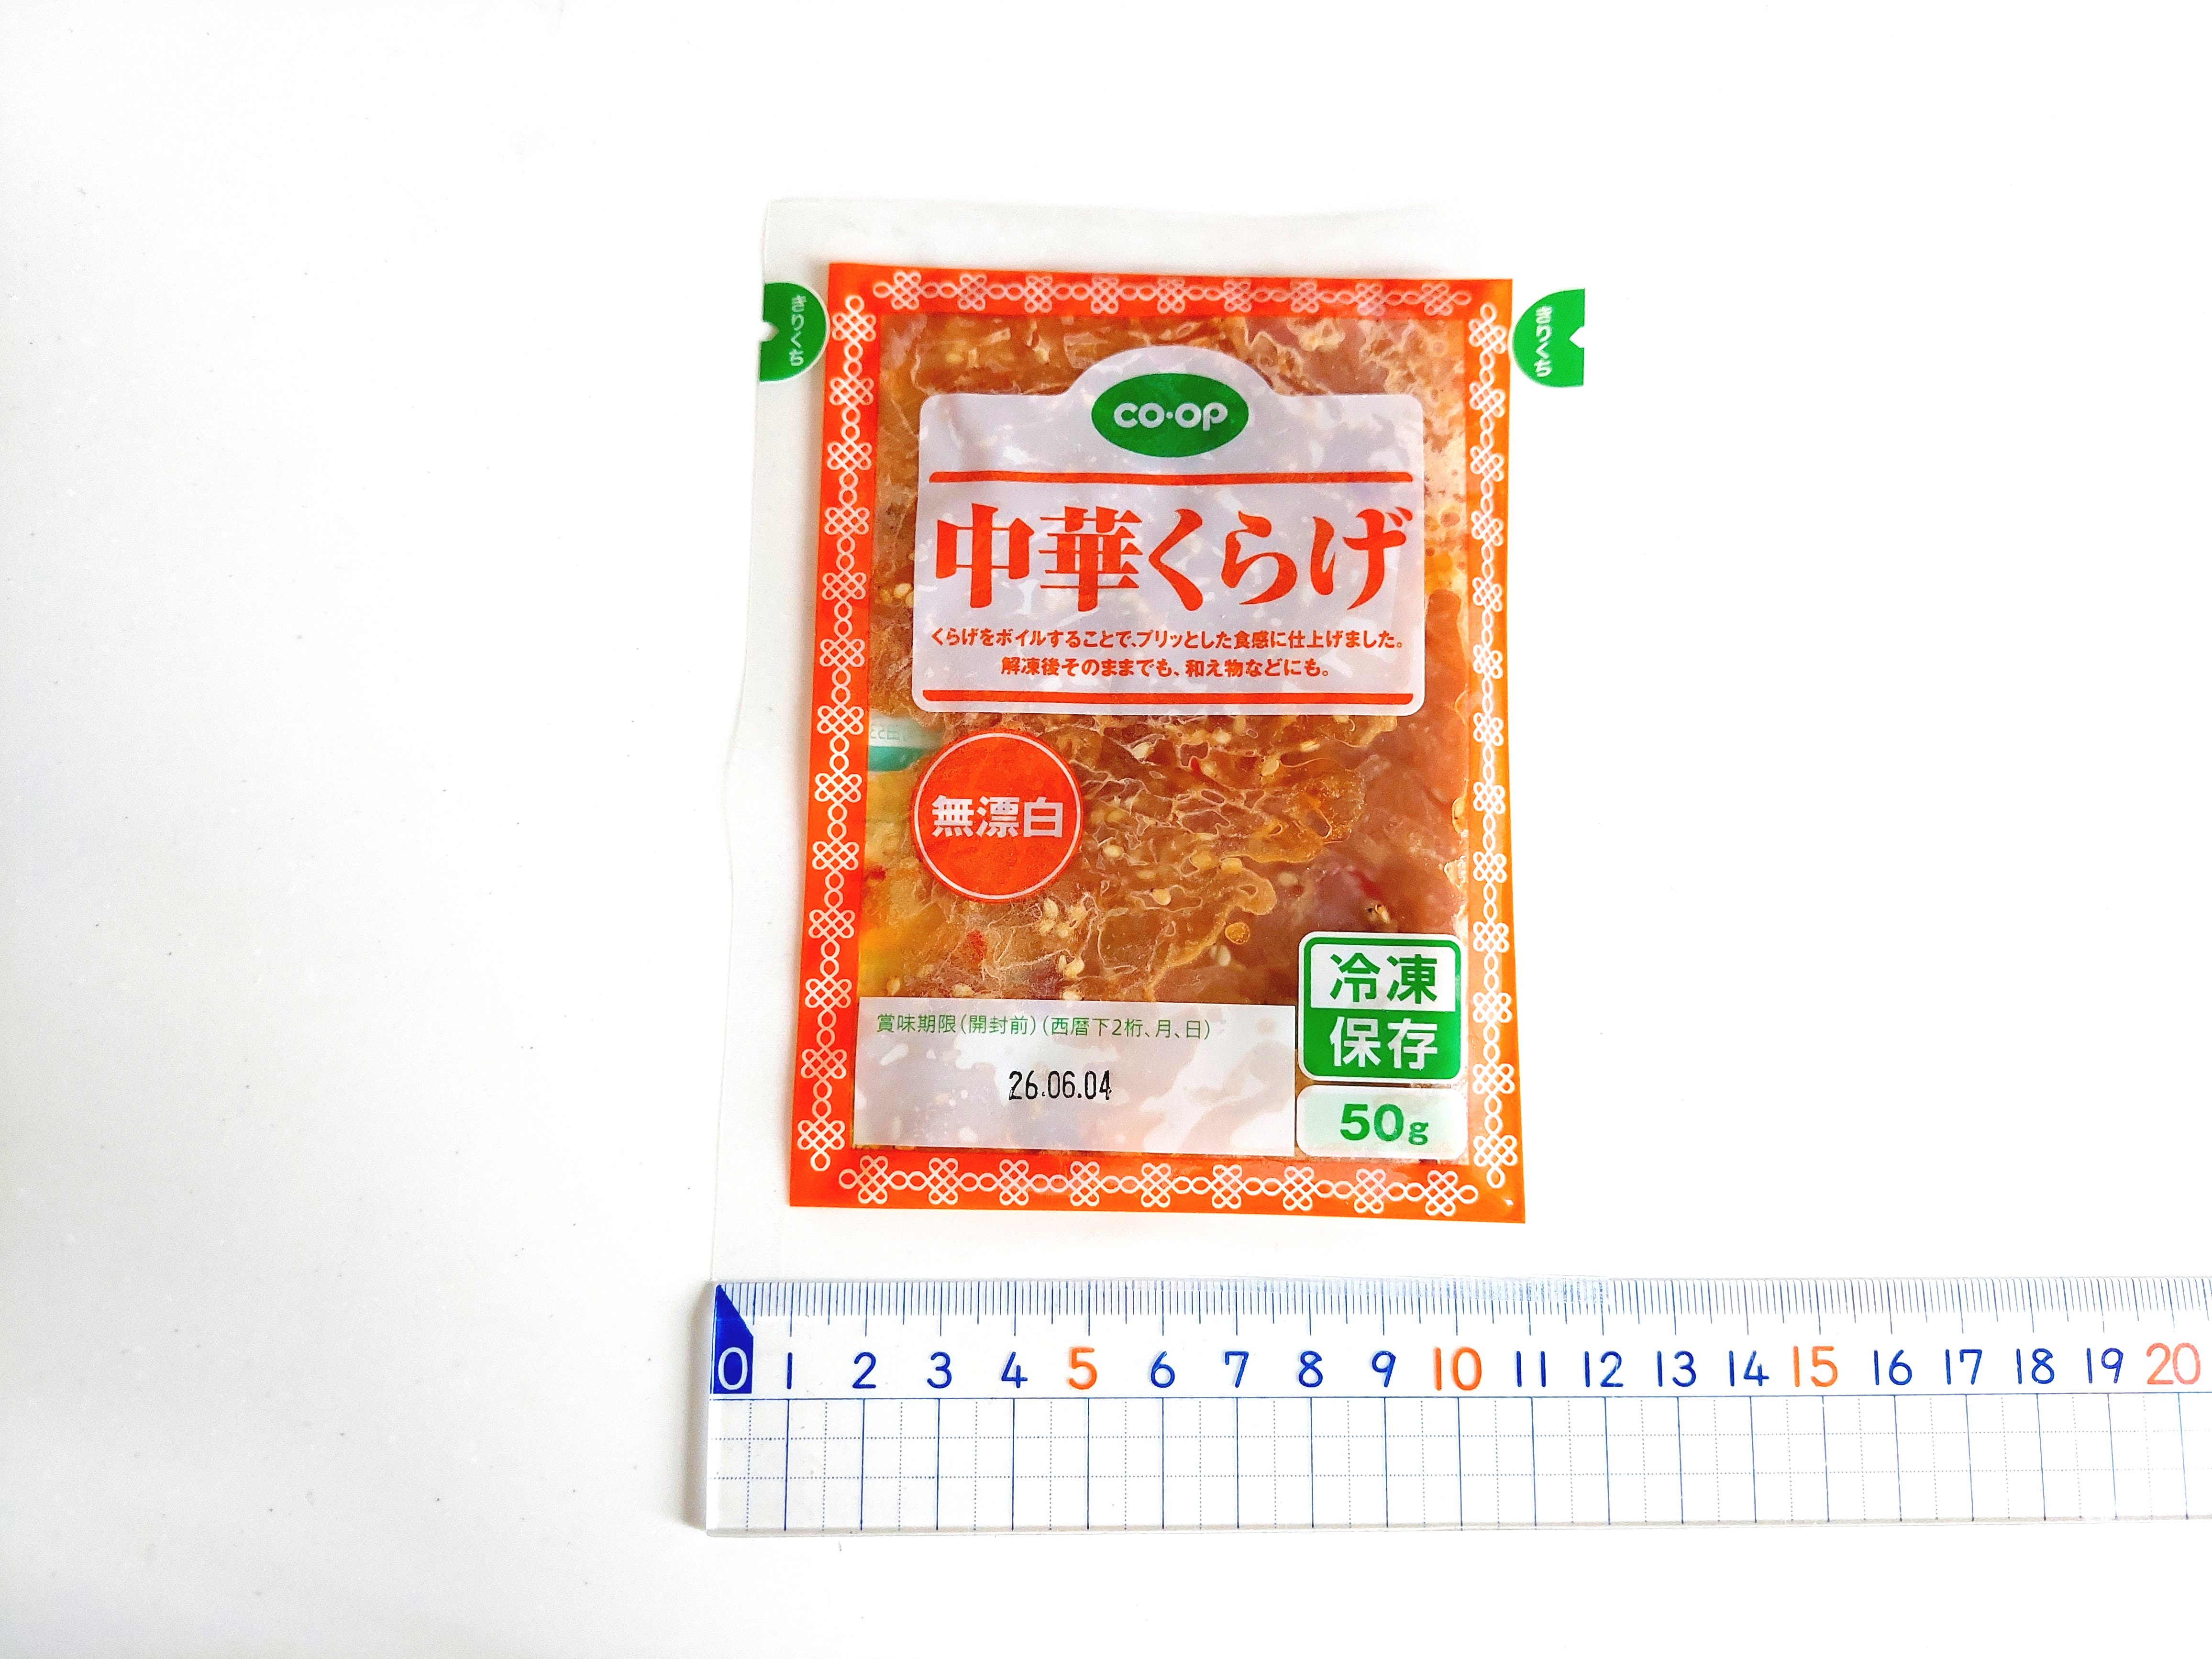 きりくち
きりくち
CO・OP
中華くらげ
くらげをボイルすることで、プリッとした食感に仕上げました。
解凍後そのままでも、和え物などにも。
無漂白
冷凍
保存
賞味期限(開封前)(西暦下2桁、月、日)
26.06.04
50g
0 1 2 3 4 5 6 7 8 9 10 11 12 13 14 15 16 17 18 19 20